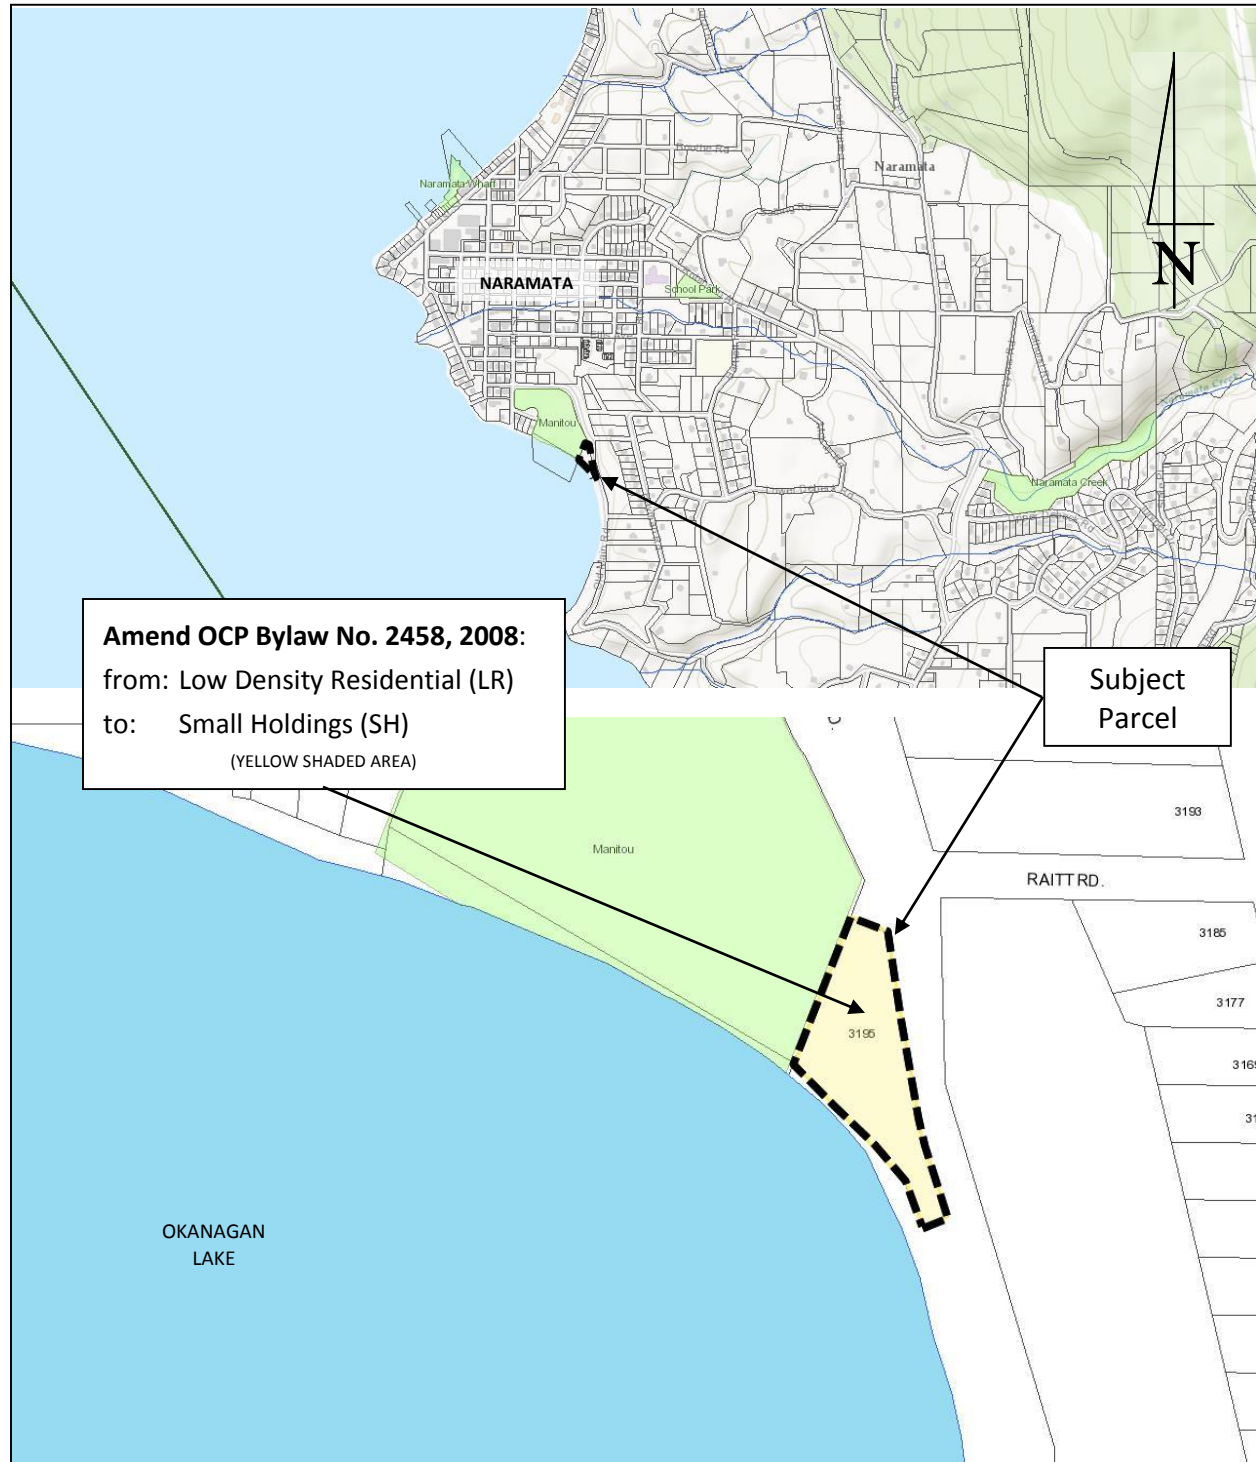 Naramata Wharf
Naramata
NARAMATA
School Park
N
Manitou
Naramata Creek
Naramata Creek
Amend OCP Bylaw No. 2458, 2008:
from: Low Density Residential (LR)
to: Small Holdings (SH)
(YELLOW SHADED AREA)
Subject
Parcel
3193
Manitou
RAITT RD.
3185
3177
3195
OKANAGAN
LAKE